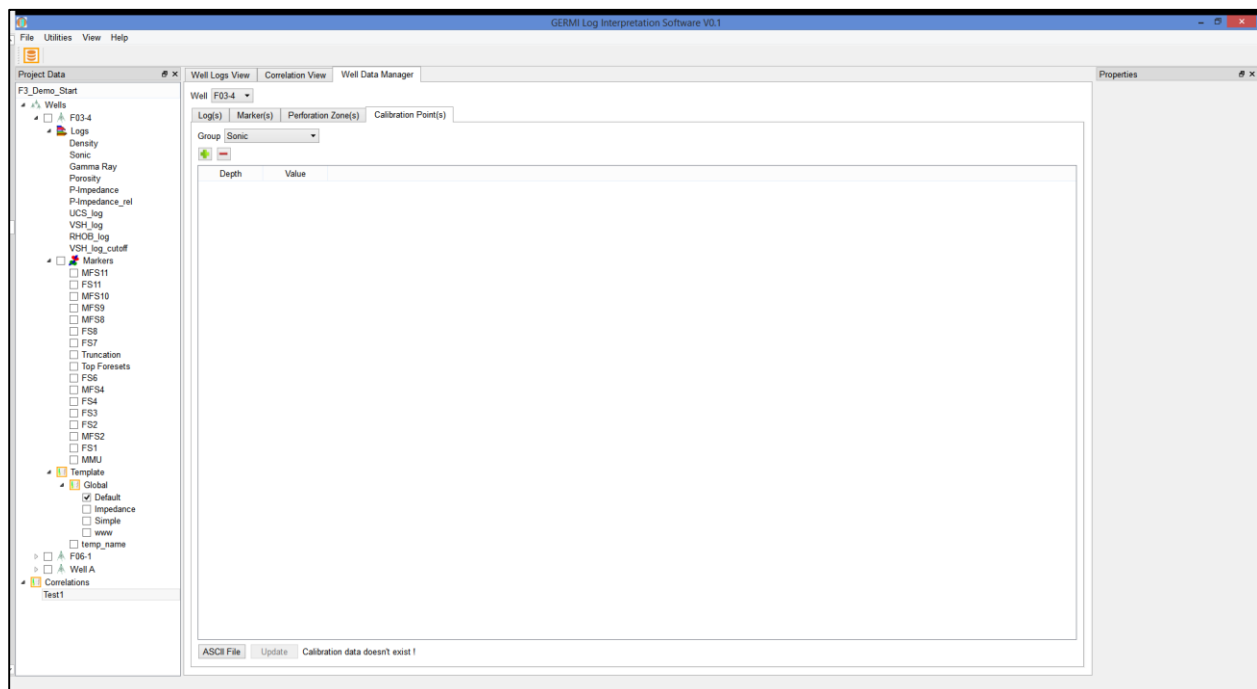 GERMI Log Interpretation Software V0.1
File Utilities View Help
Project Data
F3_Demo_Start
Wells
F03-4
Logs
Density
Sonic
Gamma Ray
Porosity
P-Impedance
P-Impedance_rel
UCS_log
VSH_log
RHOB_log
VSH_log_cutoff
Markers
MFS11
FS11
MFS10
MFS9
MFS8
FS8
FS7
Truncation
Top Foresets
FS6
MFS4
FS4
FS3
FS2
MFS2
FS1
MMU
Template
Global
Default
Impedance
Simple
www
temp_name
F06-1
Well A
Correlations
Test1
Well Logs View Correlation View Well Data Manager
Well F03-4
Log(s) Marker(s) Perforation Zone(s) Calibration Point(s)
Group Sonic
Depth Value
ASCII File Update Calibration data doesn't exist !
Properties